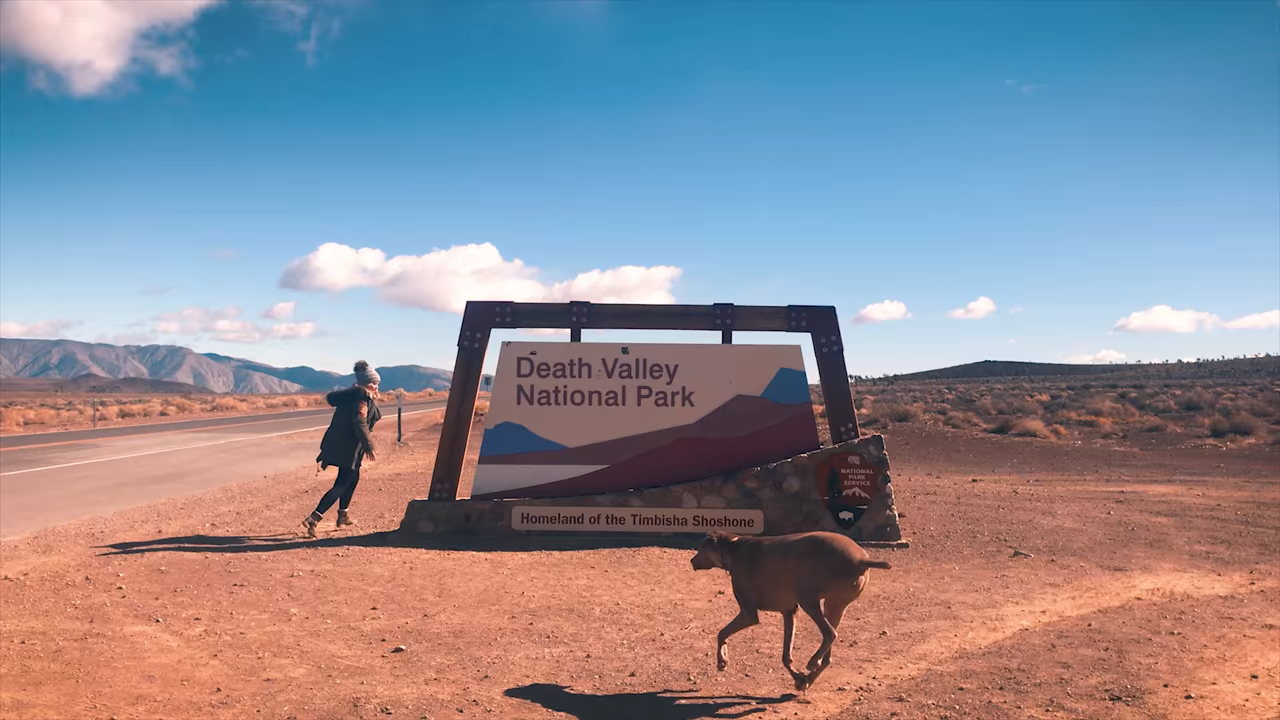 Death Valley
National Park
NATIONAL
PARK
SERVICE
Homeland of the Timbisha Shoshone